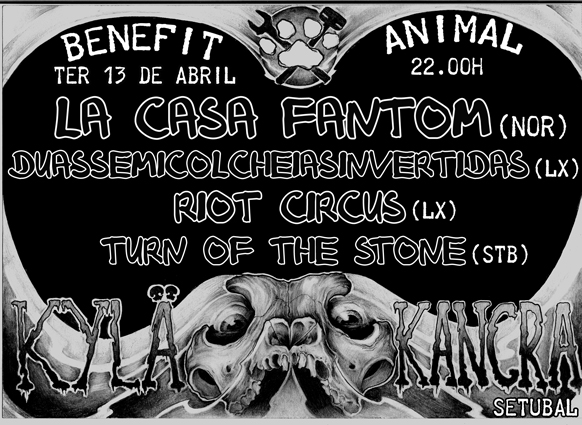 BENEFIT ANIMAL
TER 13 DE ABRIL 22.00H
LA CASA FANTOM (NOR)
DUASSEMICOLCHEIASINVERTIDAS (LX)
RIOT CIRCUS (LX)
TURN OF THE STONE (STB)
KYLÄ KANCRA
SETUBAL